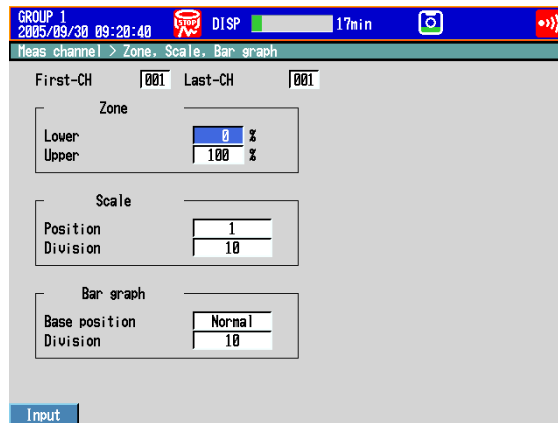 GROUP 1
2005/09/30 09:20:40 STOP DISP 17min
Meas channel > Zone, Scale, Bar graph
First-CH 001 Last-CH 001
Zone
Lower 0 %
Upper 100 %
Scale
Position 1
Division 10
Bar graph
Base position Normal
Division 10
Input